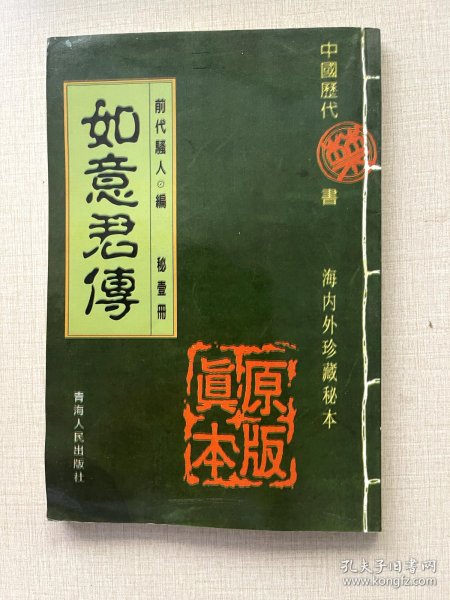 中國歷代
禁
書
海内外珍藏秘本
前代騷人◎編 秘壹冊
如意君傳
原版
真本
青海人民出版社
孔夫子旧书网
www.kongfz.com